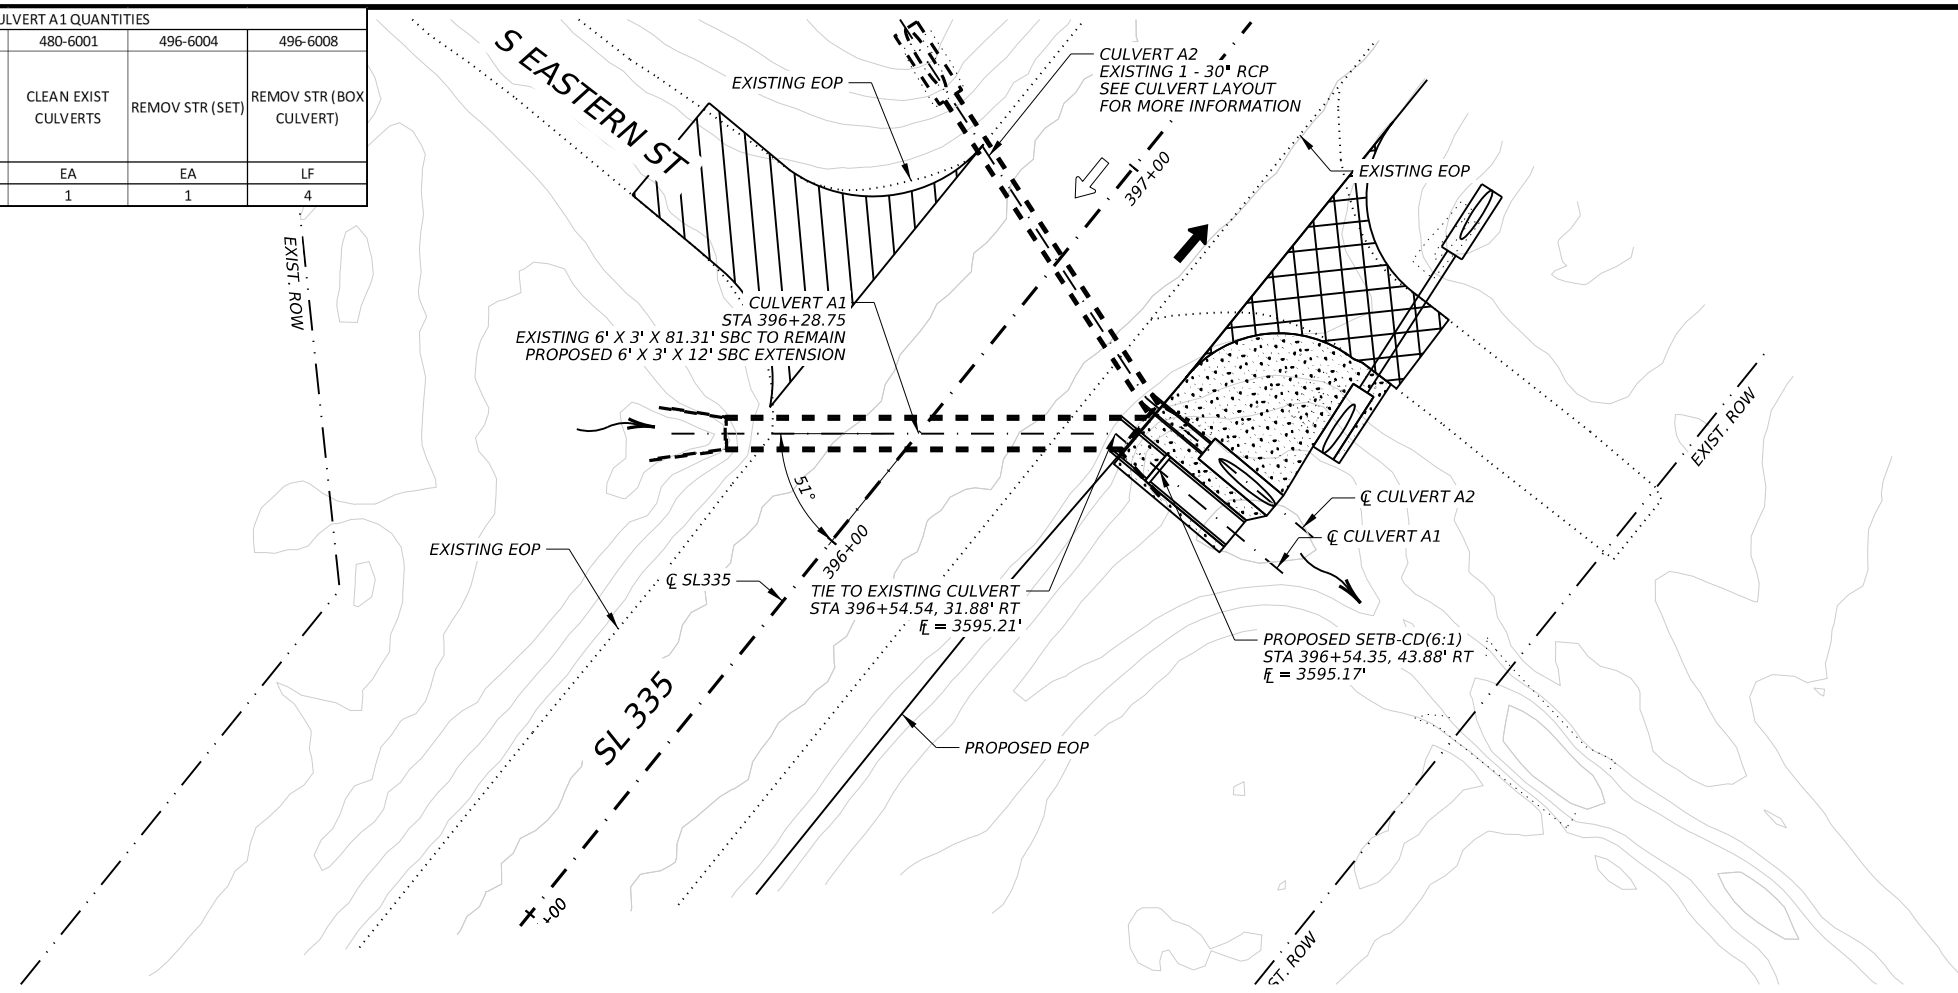 ULVERT A1 QUANTITIES
480-6001 496-6004 496-6008
CLEAN EXIST
CULVERTS
REMOV STR (SET)
REMOV STR (BOX
CULVERT)
EA EA LF
1 1 4
S EASTERN ST
EXISTING EOP
CULVERT A2
EXISTING 1 - 30" RCP
SEE CULVERT LAYOUT
FOR MORE INFORMATION
397+00
EXISTING EOP
EXIST. ROW
CULVERT A1
STA 396+28.75
EXISTING 6' X 3' X 81.31' SBC TO REMAIN
PROPOSED 6' X 3' X 12' SBC EXTENSION
EXIST. ROW
51°
396+00
℄ CULVERT A2
℄ CULVERT A1
EXISTING EOP
℄ SL335
TIE TO EXISTING CULVERT
STA 396+54.54, 31.88' RT
FL = 3595.21'
PROPOSED SETB-CD(6:1)
STA 396+54.35, 43.88' RT
FL = 3595.17'
SL 335
PROPOSED EOP
+00
ST. ROW